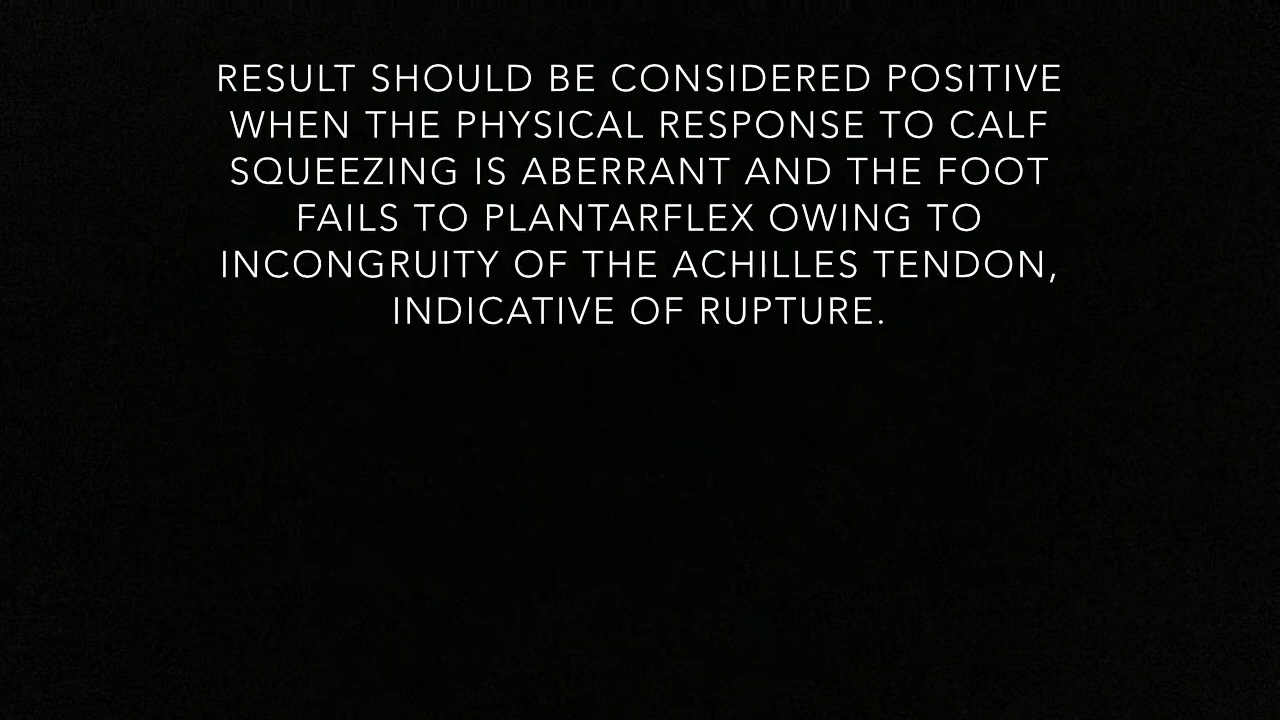 RESULT SHOULD BE CONSIDERED POSITIVE
WHEN THE PHYSICAL RESPONSE TO CALF
SQUEEZING IS ABERRANT AND THE FOOT
FAILS TO PLANTARFLEX OWING TO
INCONGRUITY OF THE ACHILLES TENDON,
INDICATIVE OF RUPTURE.